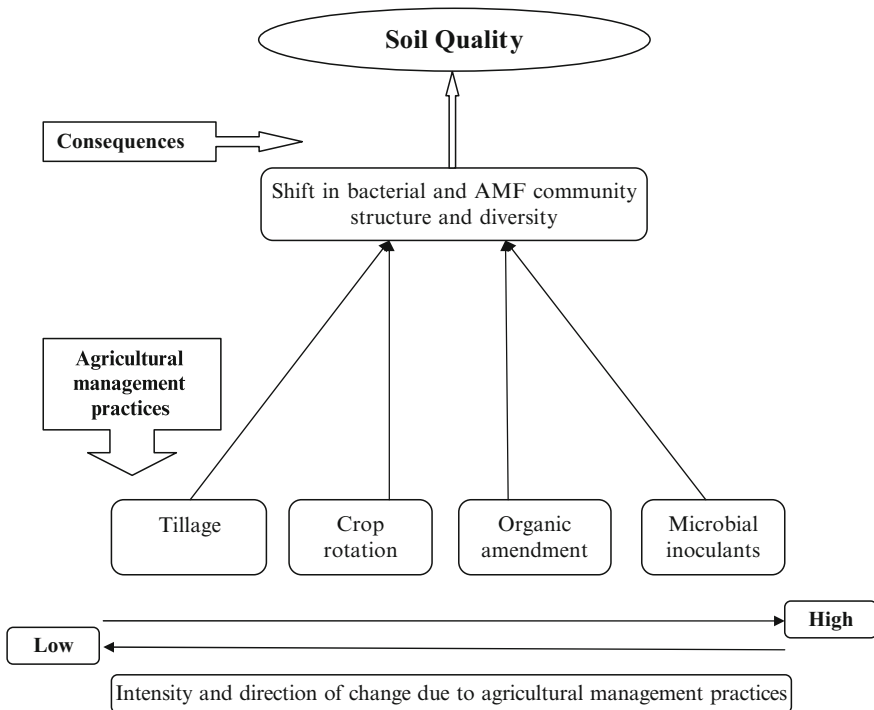 Soil Quality
Consequences
Shift in bacterial and AMF community
structure and diversity
Agricultural
management
practices
Tillage
Crop
rotation
Organic
amendment
Microbial
inoculants
High
Low
Intensity and direction of change due to agricultural management practices